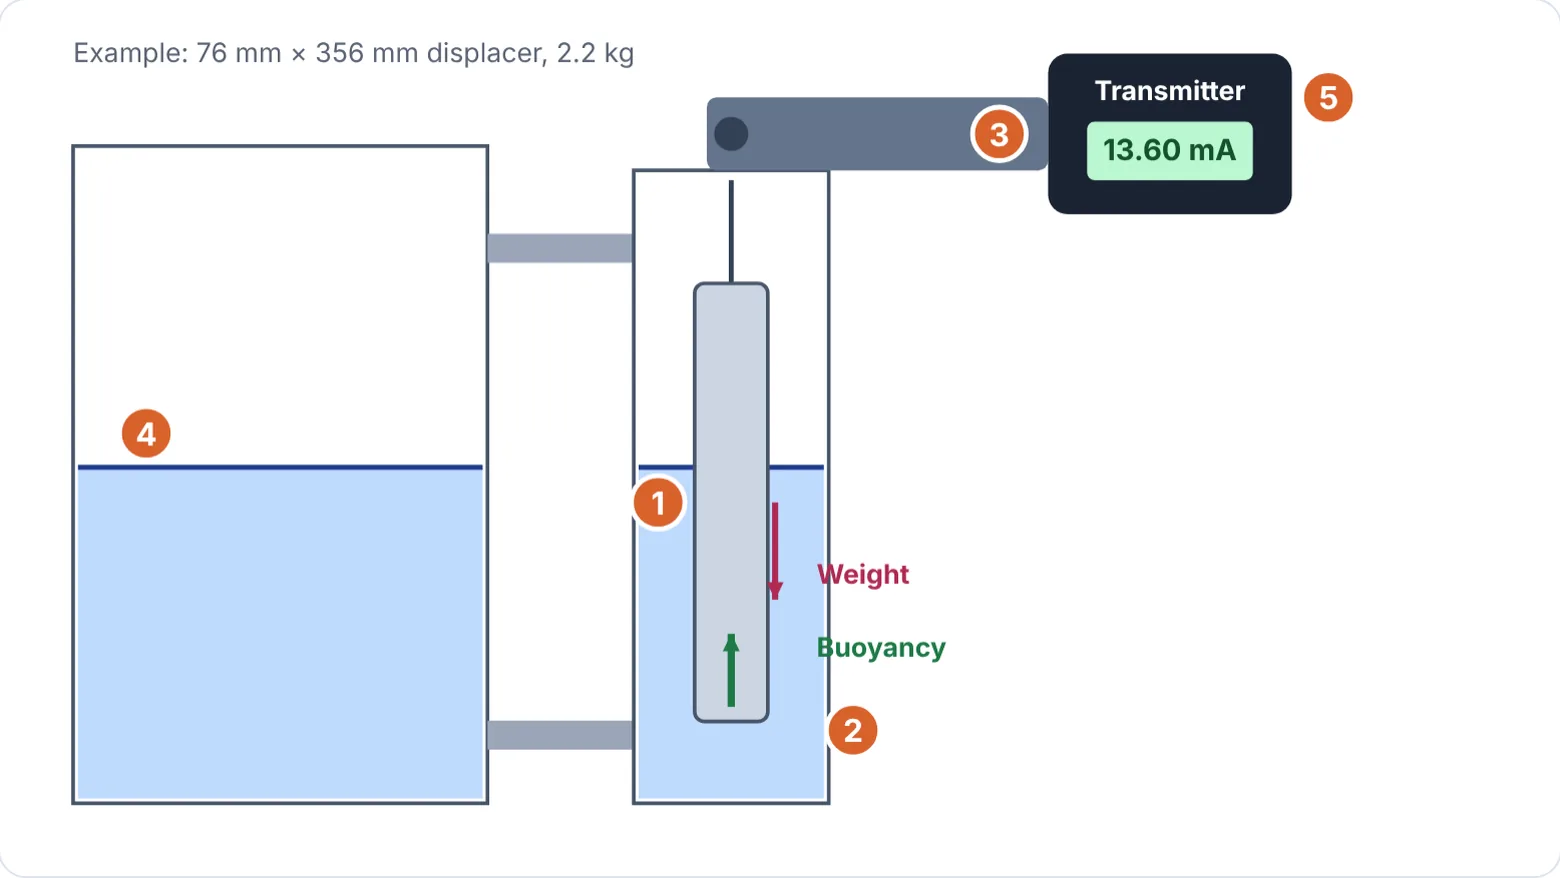 Example: 76 mm × 356 mm displacer, 2.2 kg
Transmitter
5
3
13.60 mA
4
1
Weight
Buoyancy
2